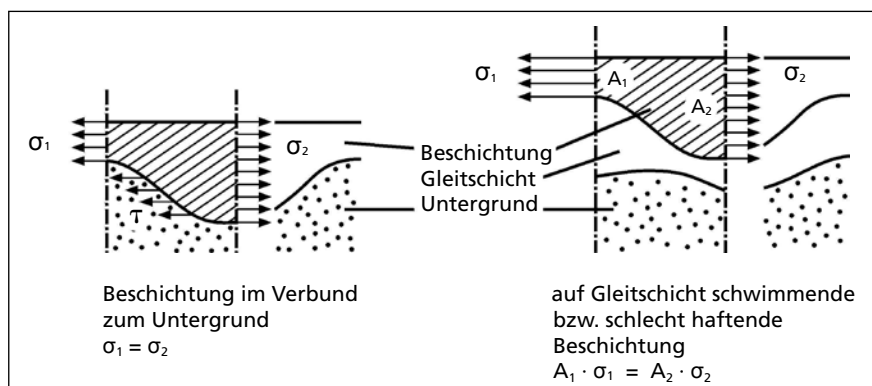 σ₁
σ₂
τ
σ₁
A₁
A₂
σ₂
Beschichtung
Gleitschicht
Untergrund
Beschichtung im Verbund
zum Untergrund
σ₁ = σ₂
auf Gleitschicht schwimmende
bzw. schlecht haftende
Beschichtung
A₁ · σ₁ = A₂ · σ₂